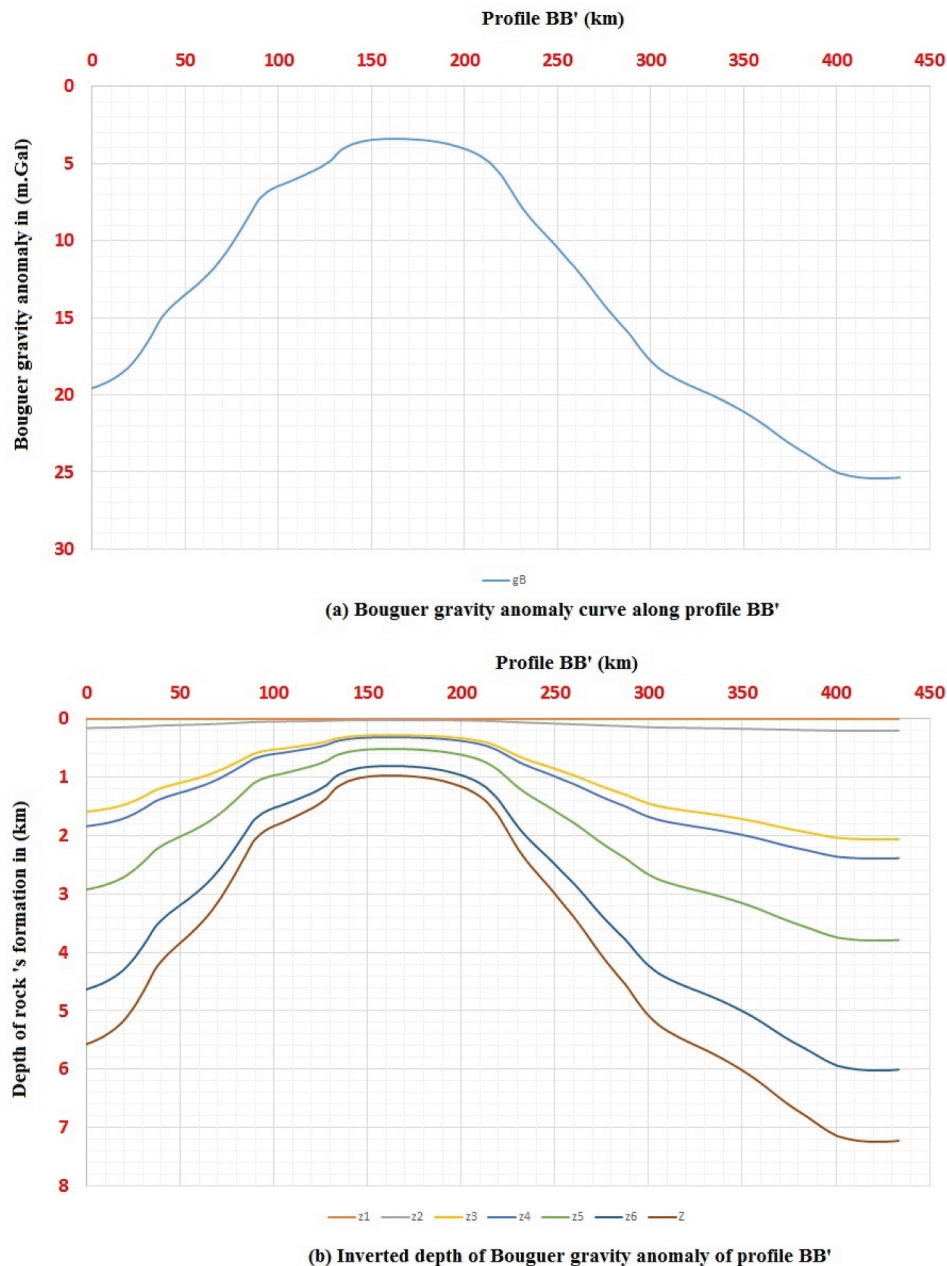 Profile BB' (km)
0 50 100 150 200 250 300 350 400 450
Bouguer gravity anomaly in (m.Gal)
0
5
10
15
20
25
30
gB
(a) Bouguer gravity anomaly curve along profile BB'
Profile BB' (km)
0 50 100 150 200 250 300 350 400 450
Depth of rock 's formation in (km)
0
1
2
3
4
5
6
7
8
z1 z2 z3 z4 z5 z6 Z
(b) Inverted depth of Bouguer gravity anomaly of profile BB'